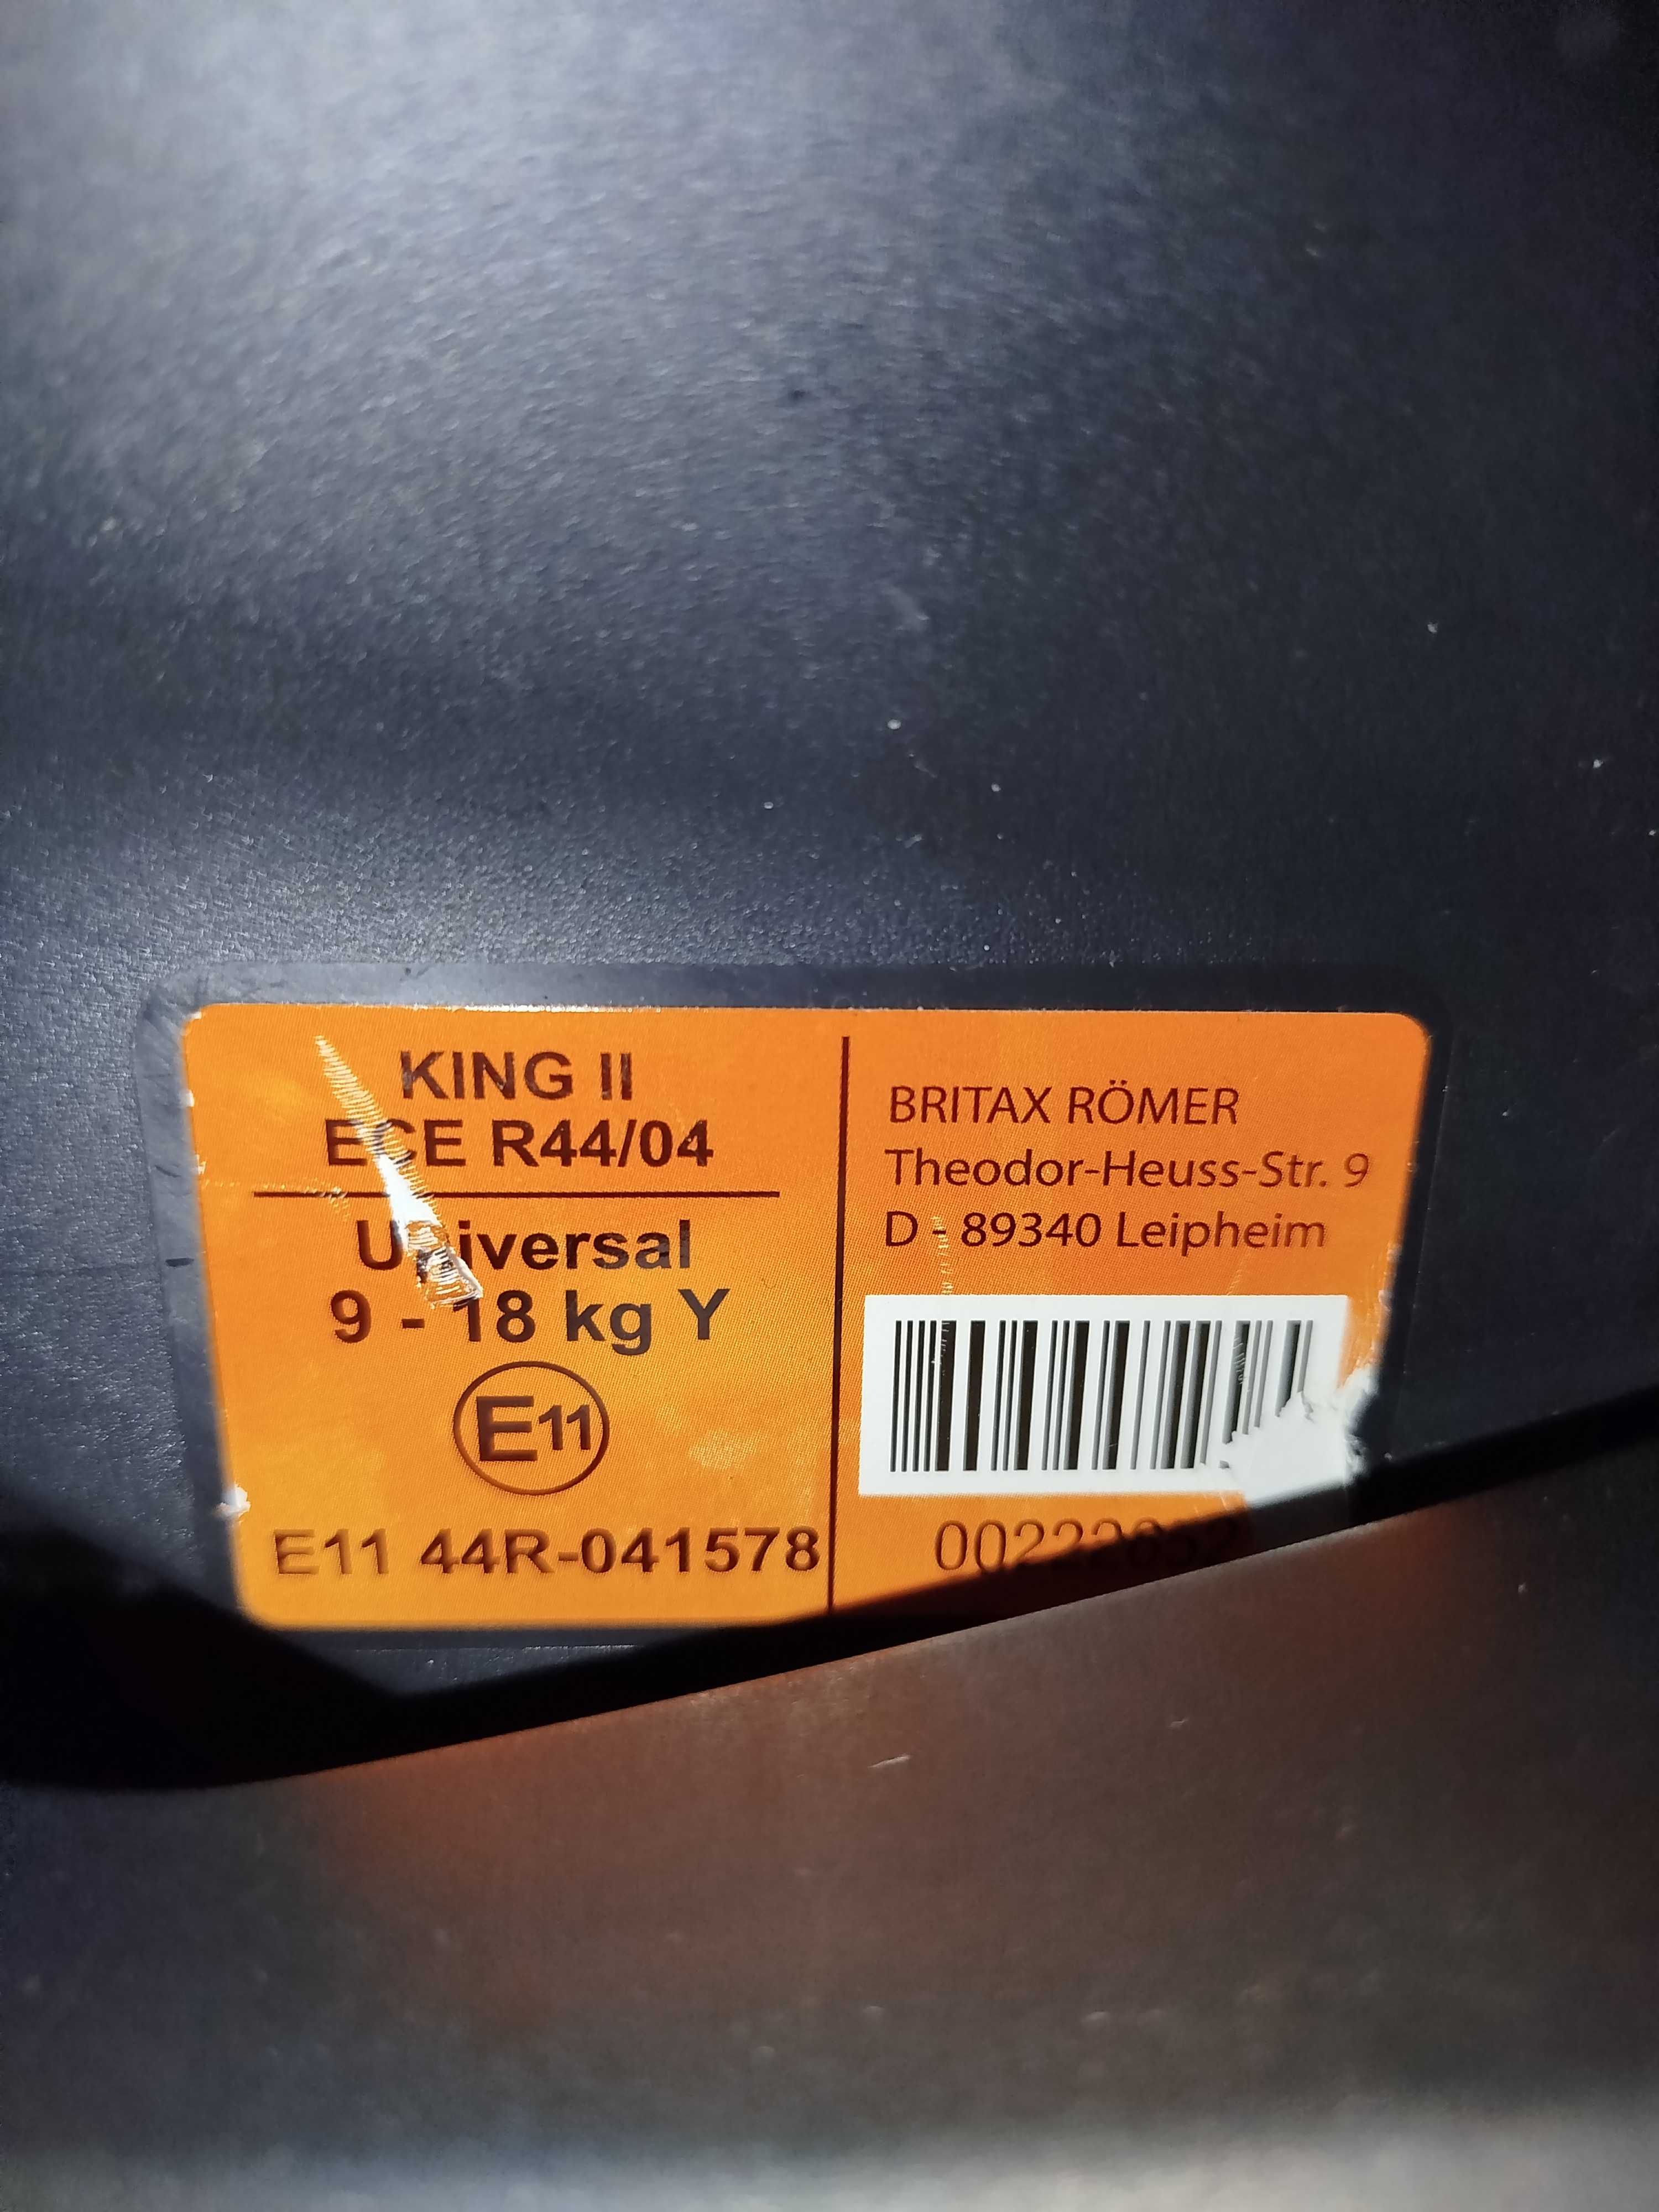 KING II
ECE R44/04
Universal
9 - 18 kg Y
E11
E11 44R-041578
BRITAX RÖMER
Theodor-Heuss-Str. 9
D - 89340 Leipheim